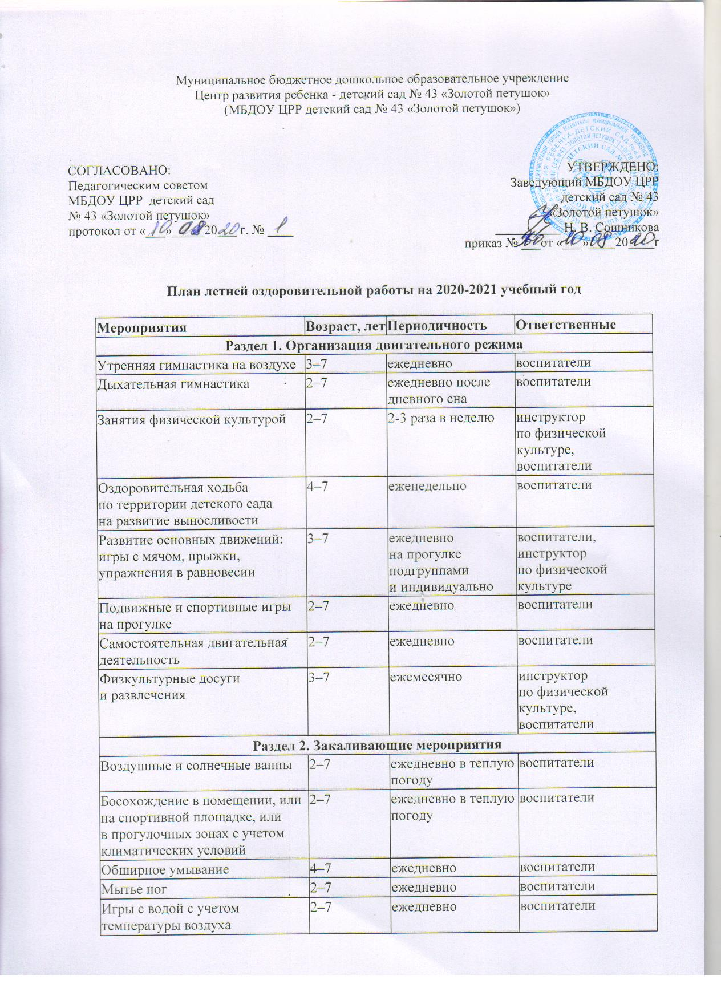 Муниципальное бюджетное дошкольное образовательное учреждение
Центр развития ребенка - детский сад № 43 «Золотой петушок»
(МБДОУ ЦРР детский сад № 43 «Золотой петушок»)
СОГЛАСОВАНО:
Педагогическим советом
МБДОУ ЦРР детский сад
№ 43 «Золотой петушок»
протокол от «10» 08 2020 г. № 1
УТВЕРЖДЕНО:
Заведующий МБДОУ ЦРР
детский сад № 43
«Золотой петушок»
Н. В. Сошникова
приказ № от «10» 08 2020 г
План летней оздоровительной работы на 2020-2021 учебный год
Мероприятия Возраст, лет Периодичность Ответственные
Раздел 1. Организация двигательного режима
Утренняя гимнастика на воздухе 3–7 ежедневно воспитатели
Дыхательная гимнастика 2–7 ежедневно после воспитатели
дневного сна
Занятия физической культурой 2–7 2-3 раза в неделю инструктор
по физической
культуре,
воспитатели
Оздоровительная ходьба 4–7 еженедельно воспитатели
по территории детского сада
на развитие выносливости
Развитие основных движений: 3–7 ежедневно воспитатели,
игры с мячом, прыжки, на прогулке инструктор
упражнения в равновесии подгруппами по физической
и индивидуально культуре
Подвижные и спортивные игры 2–7 ежедневно воспитатели
на прогулке
Самостоятельная двигательная 2–7 ежедневно воспитатели
деятельность
Физкультурные досуги 3–7 ежемесячно инструктор
и развлечения по физической
культуре,
воспитатели
Раздел 2. Закаливающие мероприятия
Воздушные и солнечные ванны 2–7 ежедневно в теплую воспитатели
погоду
Босохождение в помещении, или 2–7 ежедневно в теплую воспитатели
на спортивной площадке, или погоду
в прогулочных зонах с учетом
климатических условий
Обширное умывание 4–7 ежедневно воспитатели
Мытье ног 2–7 ежедневно воспитатели
Игры с водой с учетом 2–7 ежедневно воспитатели
температуры воздуха